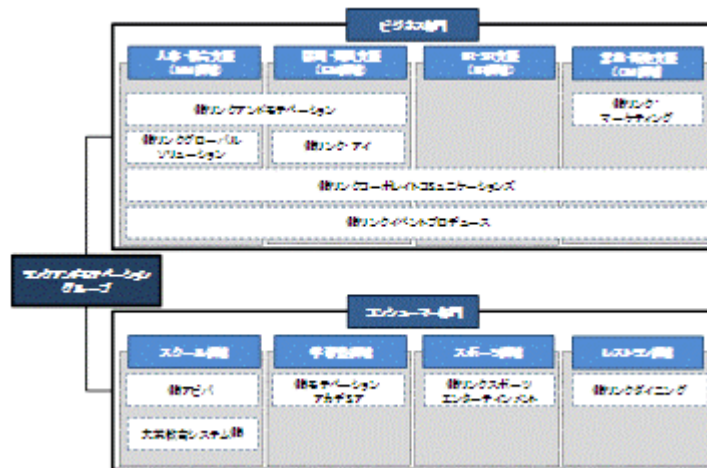 ビジネス部門
㈱リンクアンドモチベーション
㈱リンク・
マーケティング
㈱リンクグローバル
ソリューション
㈱リンク・アイ
㈱リンクコーポレイトコミュニケーションズ
㈱リンクイベントプロデュース
リンクアンドモチベーション
グループ
コンシューマー部門
スクール事業
学習塾事業
スポーツ事業
レストラン事業
㈱アビバ
㈱モチベーション
アカデミア
㈱リンクスポーツ
エンターテインメント
㈱リンクダイニング
大栄教育システム㈱